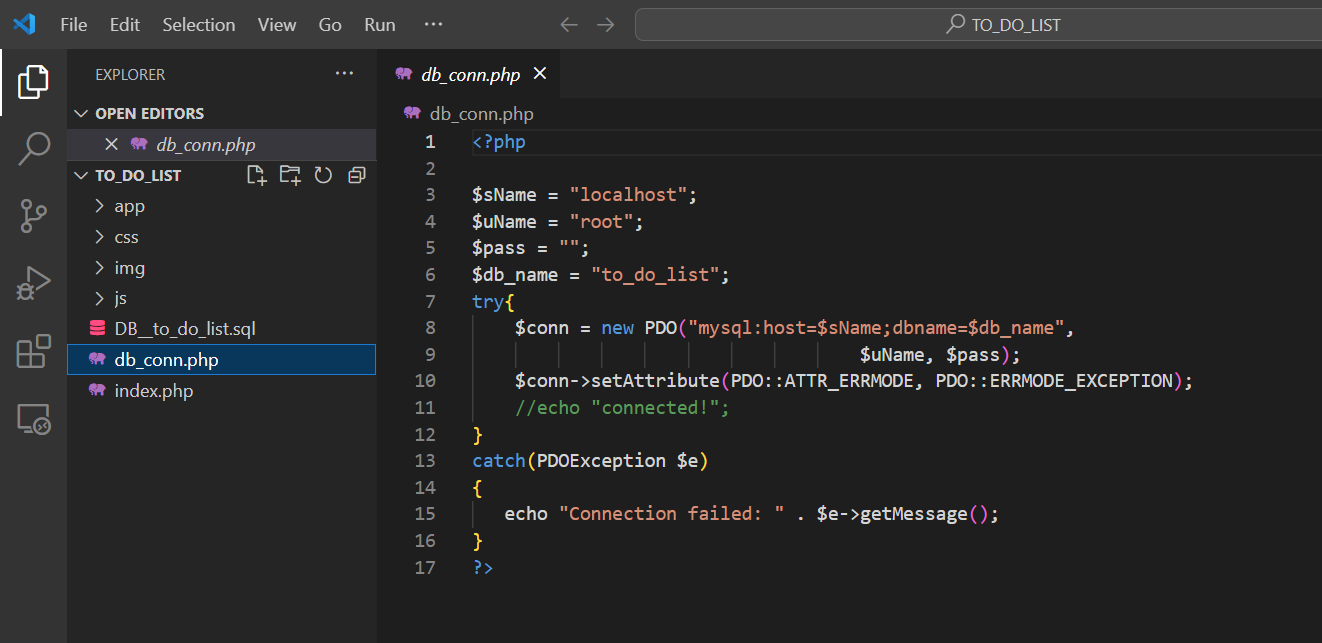 File Edit Selection View Go Run ···
TO_DO_LIST
EXPLORER ···
OPEN EDITORS
db_conn.php
TO_DO_LIST
app
css
img
js
DB__to_do_list.sql
db_conn.php
index.php
db_conn.php
db_conn.php
1 <?php
2
3 $sName = "localhost";
4 $uName = "root";
5 $pass = "";
6 $db_name = "to_do_list";
7 try{
8 $conn = new PDO("mysql:host=$sName;dbname=$db_name",
9 $uName, $pass);
10 $conn->setAttribute(PDO::ATTR_ERRMODE, PDO::ERRMODE_EXCEPTION);
11 //echo "connected!";
12 }
13 catch(PDOException $e)
14 {
15 echo "Connection failed: " . $e->getMessage();
16 }
17 ?>